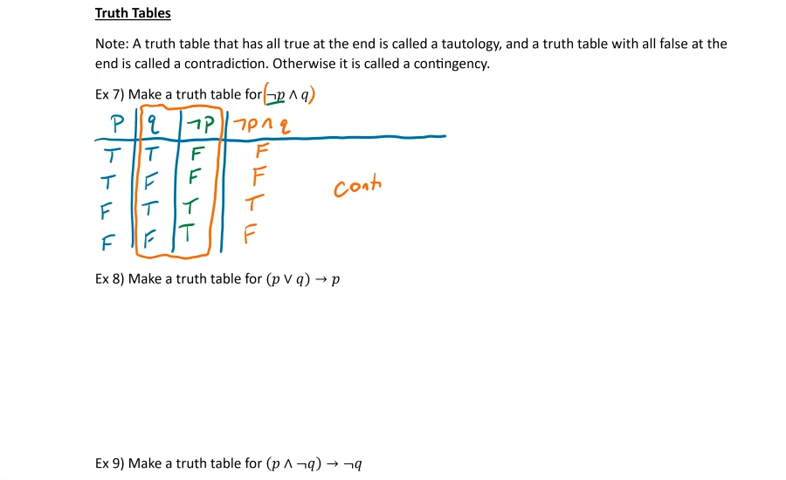 Truth Tables
Note: A truth table that has all true at the end is called a tautology, and a truth table with all false at the
end is called a contradiction. Otherwise it is called a contingency.
Ex 7) Make a truth table for (¬p ∧ q)
P q ¬P ¬P ∧ q
T T F F
T F F F
F T T T
F F T F
Conti
Ex 8) Make a truth table for (p ∨ q) → p
Ex 9) Make a truth table for (p ∧ ¬q) → ¬q